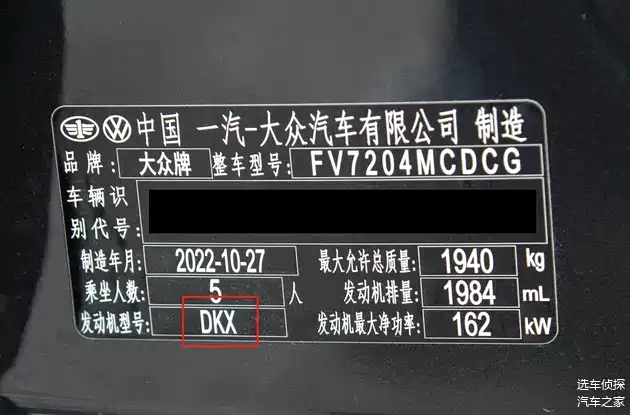 中国 一汽-大众汽车有限公司 制造
品牌: 大众牌 整车型号: FV7204MCDCG
车辆识
别代号:
制造年月: 2022-10-27 最大允许总质量: 1940 kg
乘坐人数: 5 人 发动机排量: 1984 mL
发动机型号: DKX 发动机最大净功率: 162 kW
选车侦探
汽车之家